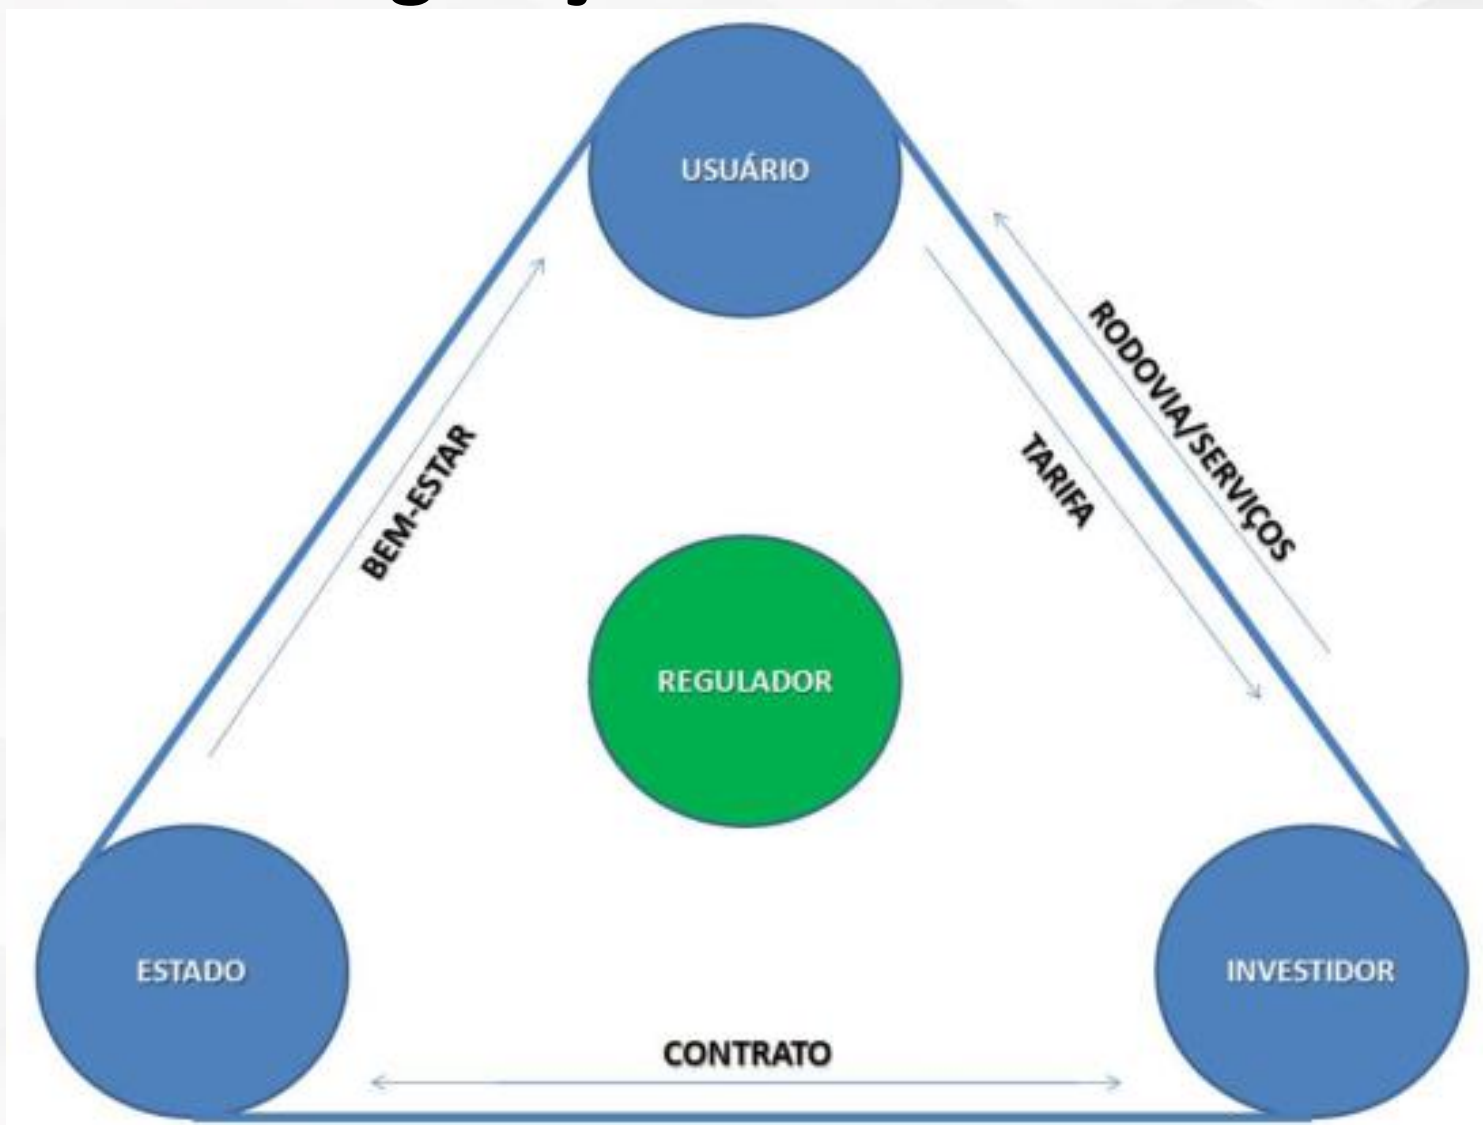 USUÁRIO
RODOVIA/SERVIÇOS
TARIFA
BEM-ESTAR
REGULADOR
ESTADO
INVESTIDOR
CONTRATO